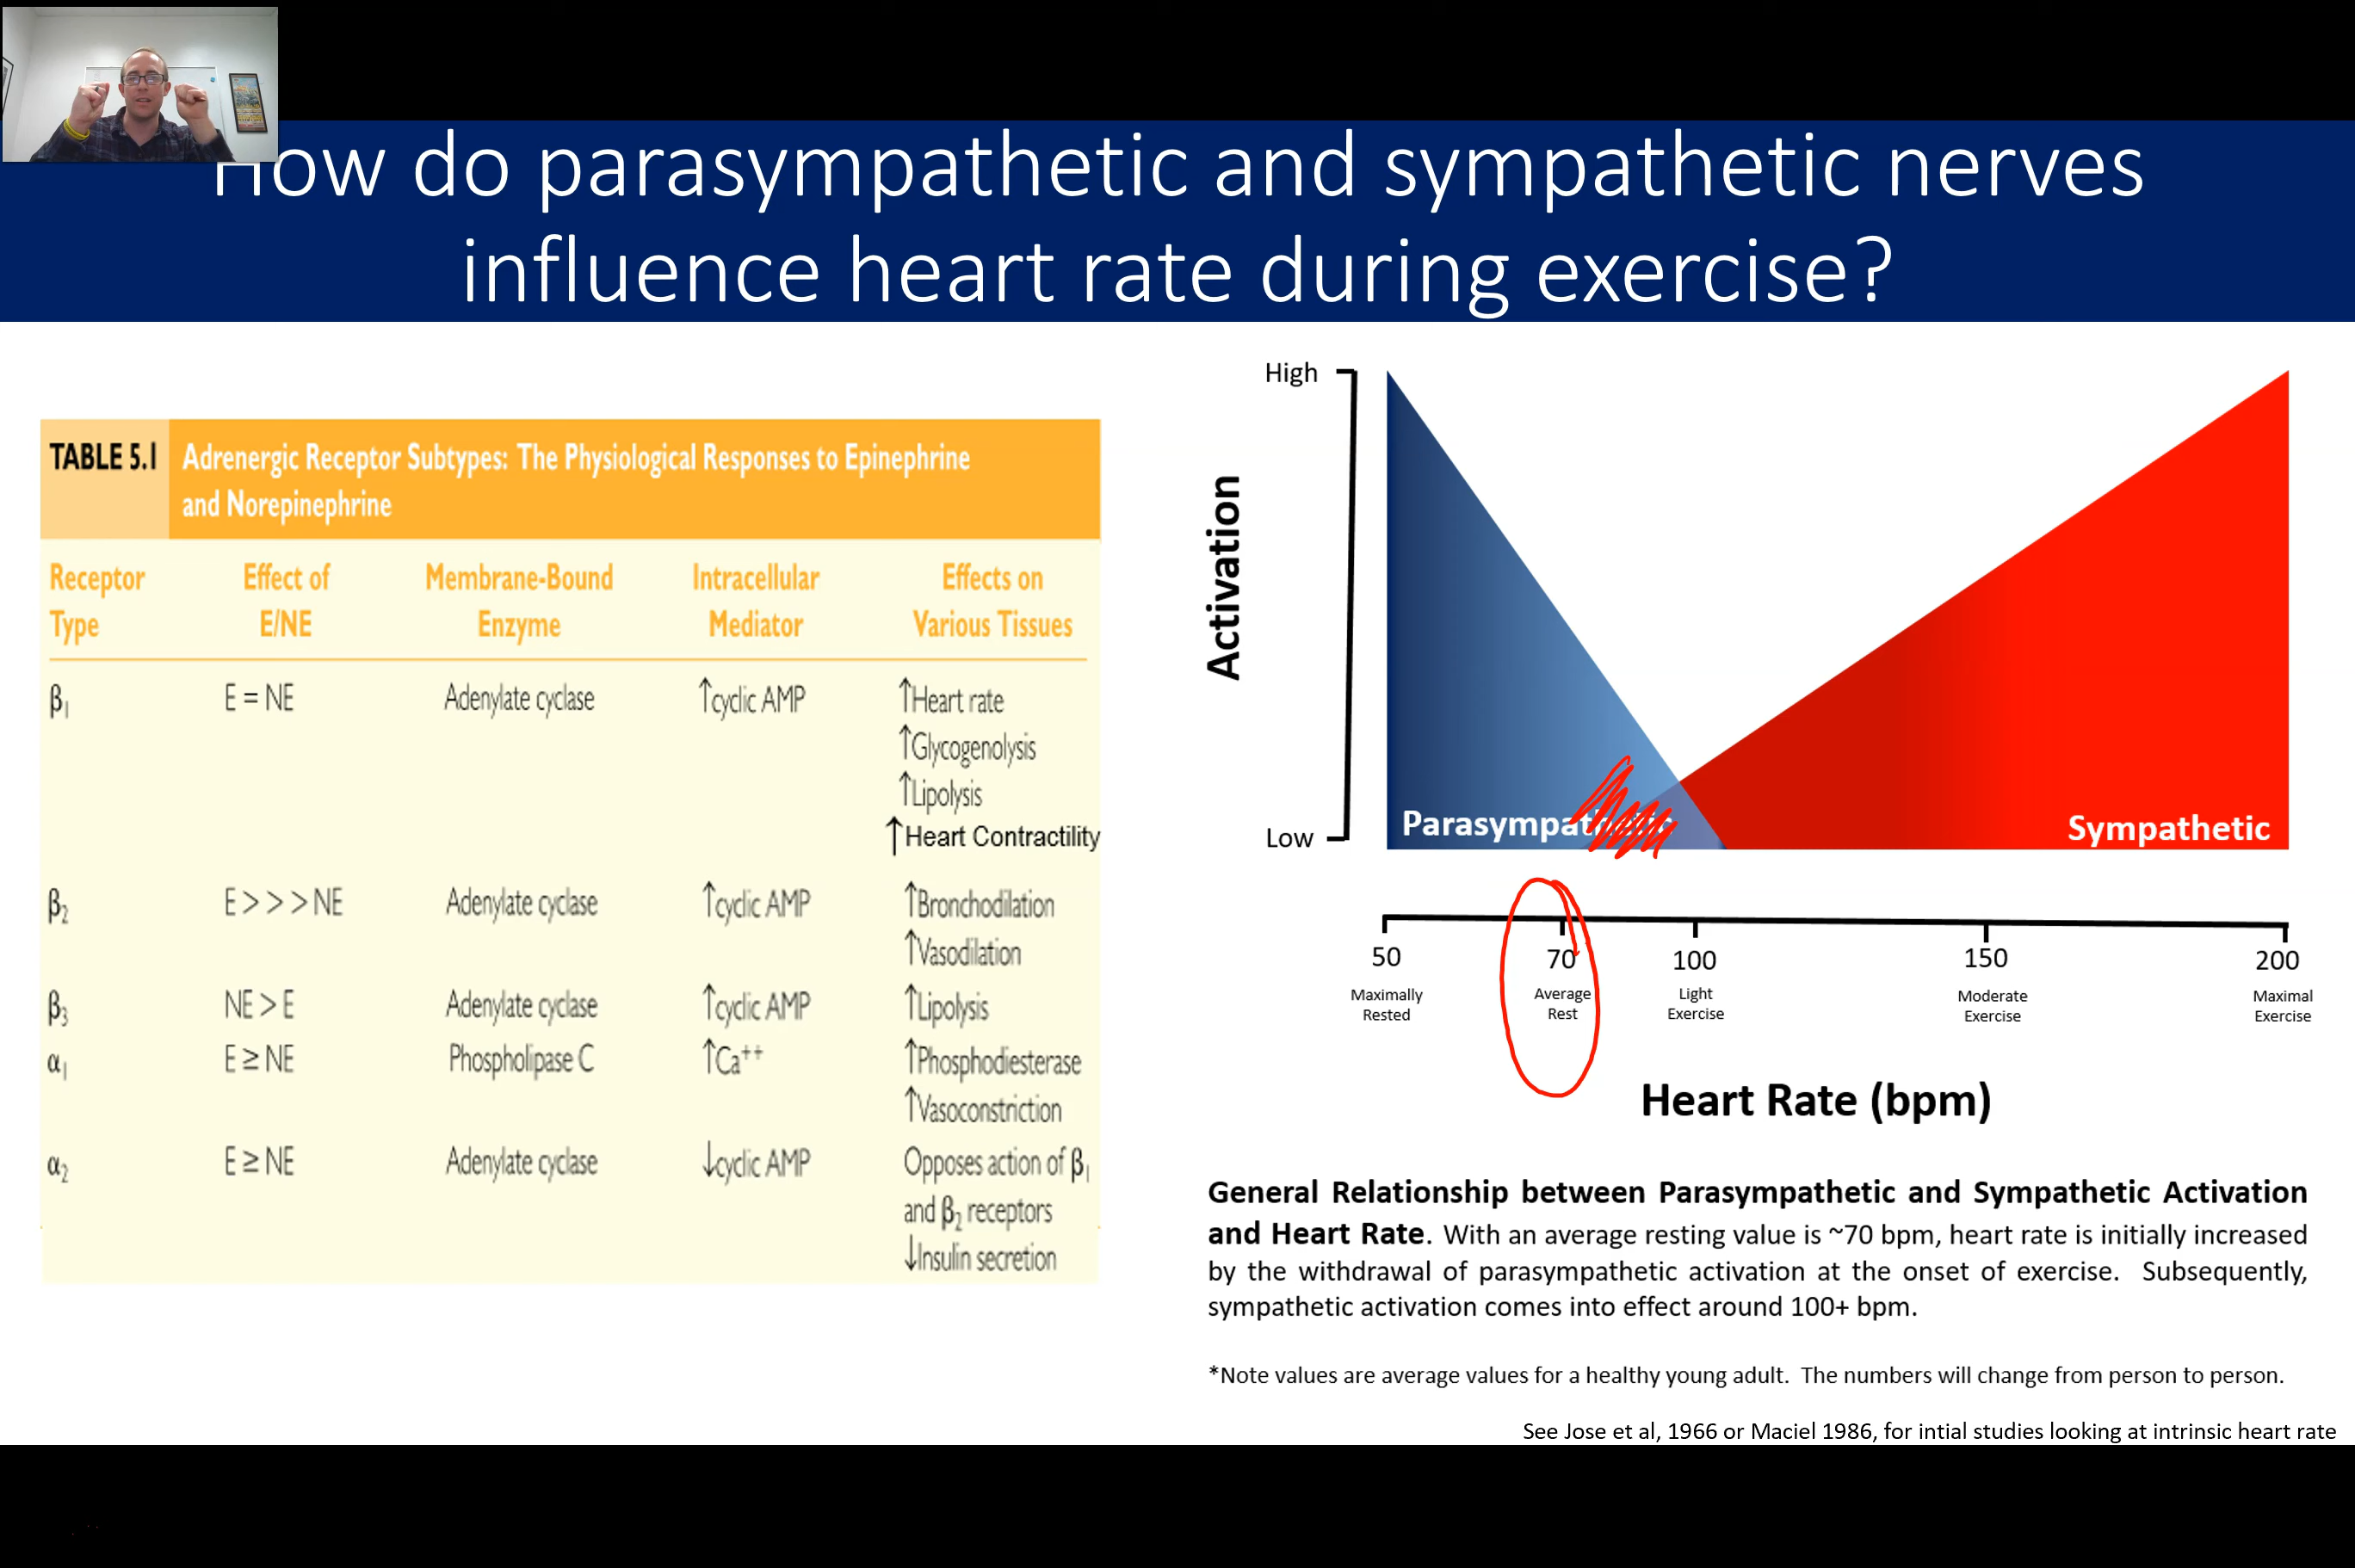 How do parasympathetic and sympathetic nerves
influence heart rate during exercise?
TABLE 5.1 Adrenergic Receptor Subtypes: The Physiological Responses to Epinephrine
and Norepinephrine
Receptor Effect of Membrane-Bound Intracellular Effects on
Type E/NE Enzyme Mediator Various Tissues
β₁ E = NE Adenylate cyclase ↑cyclic AMP ↑Heart rate
↑Glycogenolysis
↑Lipolysis
↑Heart Contractility
β₂ E > > > NE Adenylate cyclase ↑cyclic AMP ↑Bronchodilation
↑Vasodilation
β₃ NE > E Adenylate cyclase ↑cyclic AMP ↑Lipolysis
α₁ E ≥ NE Phospholipase C ↑Ca⁺⁺ ↑Phosphodiesterase
↑Vasoconstriction
α₂ E ≥ NE Adenylate cyclase ↓cyclic AMP Opposes action of β₁
and β₂ receptors
↓Insulin secretion
High
Activation
Low
Parasympathetic
Sympathetic
50 70 100 150 200
Maximally Average Light Moderate Maximal
Rested Rest Exercise Exercise Exercise
Heart Rate (bpm)
General Relationship between Parasympathetic and Sympathetic Activation
and Heart Rate. With an average resting value is ~70 bpm, heart rate is initially increased
by the withdrawal of parasympathetic activation at the onset of exercise. Subsequently,
sympathetic activation comes into effect around 100+ bpm.
*Note values are average values for a healthy young adult. The numbers will change from person to person.
See Jose et al, 1966 or Maciel 1986, for intial studies looking at intrinsic heart rate